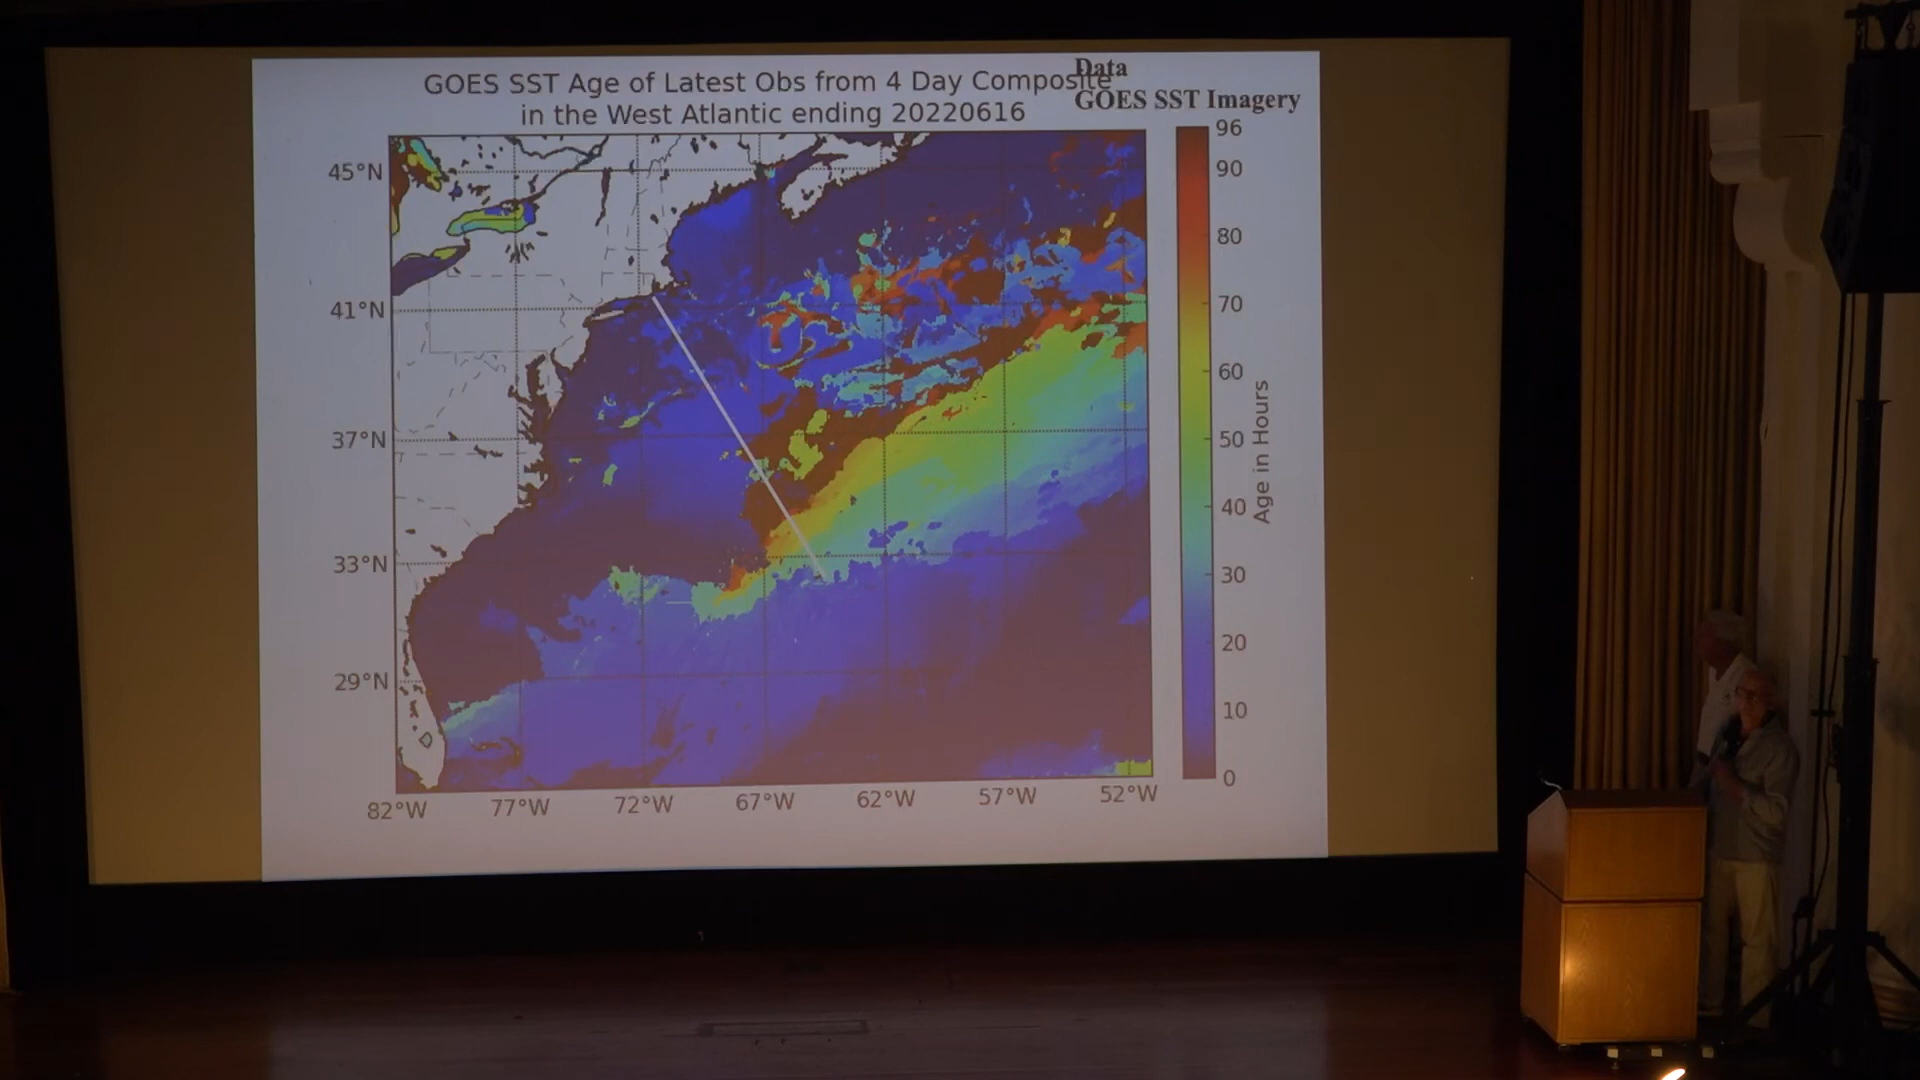 GOES SST Age of Latest Obs from 4 Day Composite
in the West Atlantic ending 20220616
Data
GOES SST Imagery
45°N
41°N
37°N
33°N
29°N
82°W
77°W
72°W
67°W
62°W
57°W
52°W
96
90
80
70
60
50
40
30
20
10
0
Age in Hours